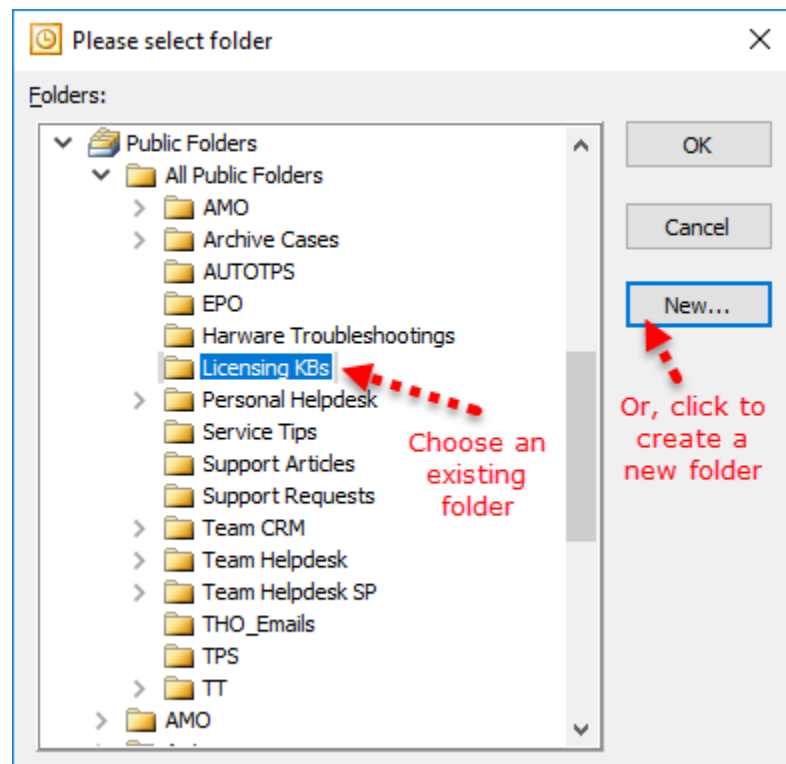 Please select folder
Folders:
Public Folders
All Public Folders
AMO
Archive Cases
AUTOTPS
EPO
Harware Troubleshootings
Licensing KBs
Personal Helpdesk
Service Tips
Support Articles
Support Requests
Team CRM
Team Helpdesk
Team Helpdesk SP
THO_Emails
TPS
TT
AMO
OK
Cancel
New...
Choose an
existing
folder
Or, click to
create a
new folder